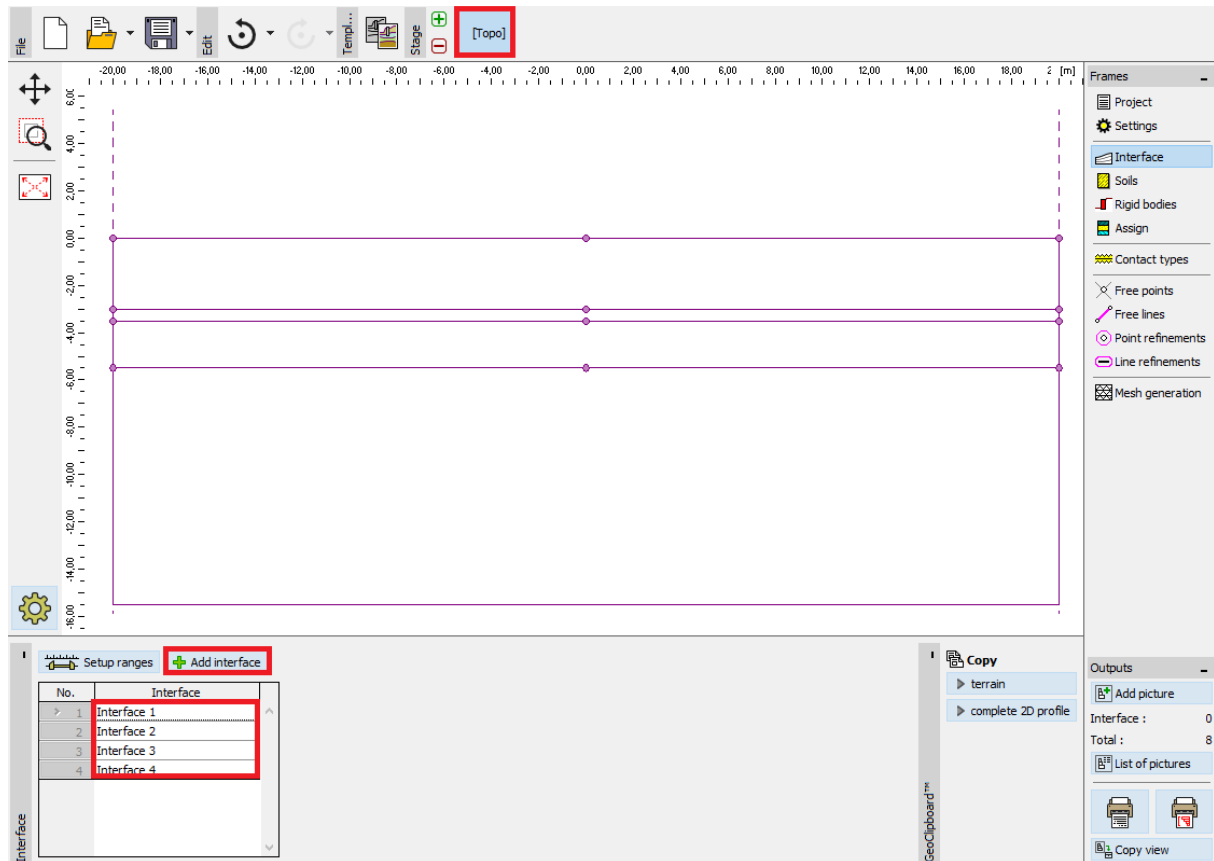 File
Edit
Templ...
Stage
[Topo]
-20,00 -18,00 -16,00 -14,00 -12,00 -10,00 -8,00 -6,00 -4,00 -2,00 0,00 2,00 4,00 6,00 8,00 10,00 12,00 14,00 16,00 18,00 2 [m]
6,00
4,00
2,00
0,00
-2,00
-4,00
-6,00
-8,00
-10,00
-12,00
-14,00
-16,00
Frames
Project
Settings
Interface
Soils
Rigid bodies
Assign
Contact types
Free points
Free lines
Point refinements
Line refinements
Mesh generation
Interface
Setup ranges
Add interface
No. Interface
1 Interface 1
2 Interface 2
3 Interface 3
4 Interface 4
GeoClipboard™
Copy
terrain
complete 2D profile
Outputs
Add picture
Interface : 0
Total : 8
List of pictures
Copy view